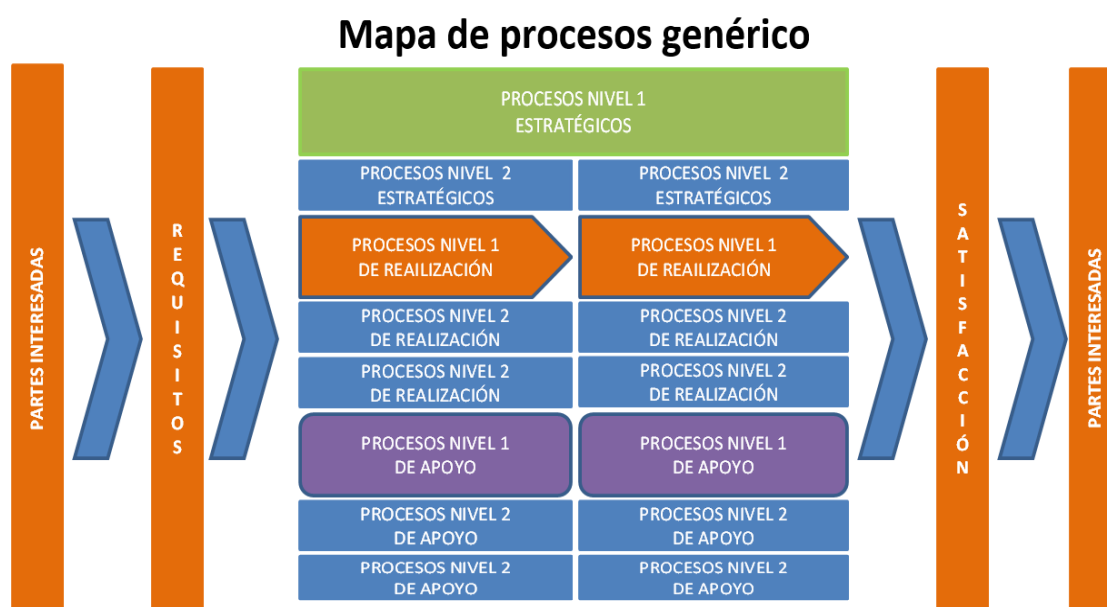 Mapa de procesos genérico
PARTES INTERESADAS
REQUISITOS
PROCESOS NIVEL 1
ESTRATÉGICOS
PROCESOS NIVEL 2
ESTRATÉGICOS
PROCESOS NIVEL 2
ESTRATÉGICOS
PROCESOS NIVEL 1
DE REAILIZACIÓN
PROCESOS NIVEL 1
DE REAILIZACIÓN
PROCESOS NIVEL 2
DE REALIZACIÓN
PROCESOS NIVEL 2
DE REALIZACIÓN
PROCESOS NIVEL 2
DE REALIZACIÓN
PROCESOS NIVEL 2
DE REALIZACIÓN
PROCESOS NIVEL 1
DE APOYO
PROCESOS NIVEL 1
DE APOYO
PROCESOS NIVEL 2
DE APOYO
PROCESOS NIVEL 2
DE APOYO
PROCESOS NIVEL 2
DE APOYO
PROCESOS NIVEL 2
DE APOYO
SATISFACCIÓN
PARTES INTERESADAS